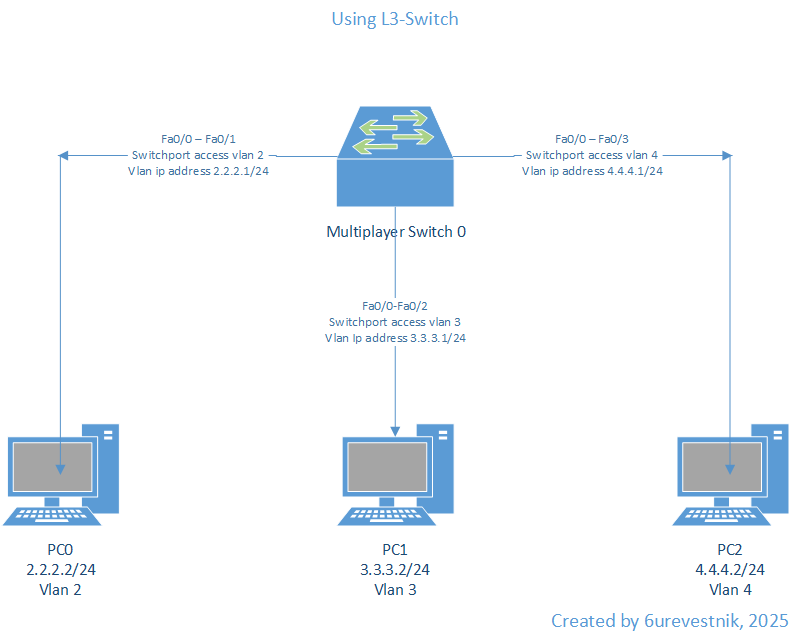 Using L3-Switch
Fa0/0 – Fa0/1
Switchport access vlan 2
Vlan ip address 2.2.2.1/24
Fa0/0 – Fa0/3
Switchport access vlan 4
Vlan ip address 4.4.4.1/24
Multiplayer Switch 0
Fa0/0-Fa0/2
Switchport access vlan 3
Vlan Ip address 3.3.3.1/24
PC0
2.2.2.2/24
Vlan 2
PC1
3.3.3.2/24
Vlan 3
PC2
4.4.4.2/24
Vlan 4
Created by 6urevestnik, 2025